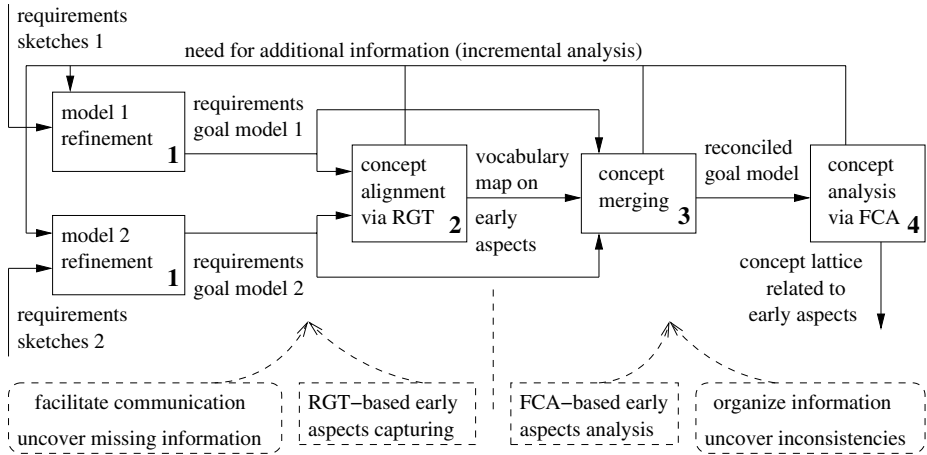 requirements
sketches 1
need for additional information (incremental analysis)
model 1
refinement
1
requirements
goal model 1
concept
alignment
via RGT
2
vocabulary
map on
early
aspects
concept
merging
3
reconciled
goal model
concept
analysis
via FCA
4
model 2
refinement
1
requirements
goal model 2
requirements
sketches 2
concept lattice
related to
early aspects
facilitate communication
uncover missing information
RGT−based early
aspects capturing
FCA−based early
aspects analysis
organize information
uncover inconsistencies